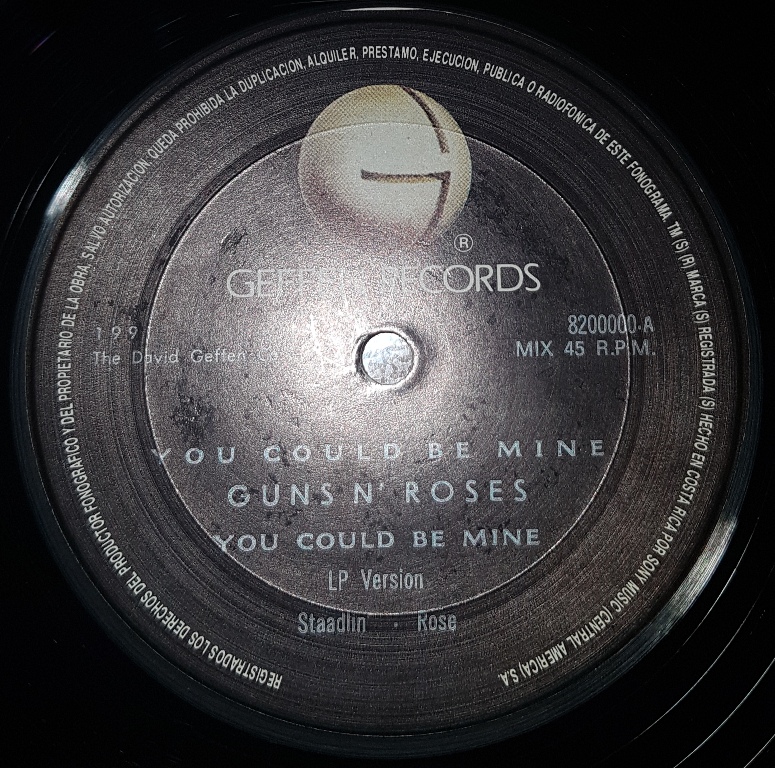 REGISTRADOS LOS DERECHOS DEL PRODUCTOR FONOGRAFICO Y DEL PROPIETARIO DE LA OBRA, SALVO AUTORIZACION, QUEDA PROHIBIDA LA DUPLICACION, ALQUILER, PRESTAMO, EJECUCION, PUBLICA O RADIOFONICA DE ESTE FONOGRAMA. TM (S) (R) MARCA (S) REGISTRADA (S) HECHO EN COSTA RICA POR SONY MUSIC (CENTRAL AMERICA) S.A.
G
®
GEFFEN RECORDS
8200000-A
The David Geffen Co
MIX 45 R.P.M.
YOU COULD BE MINE
GUNS N' ROSES
YOU COULD BE MINE
LP Version
Staadlin · Rose